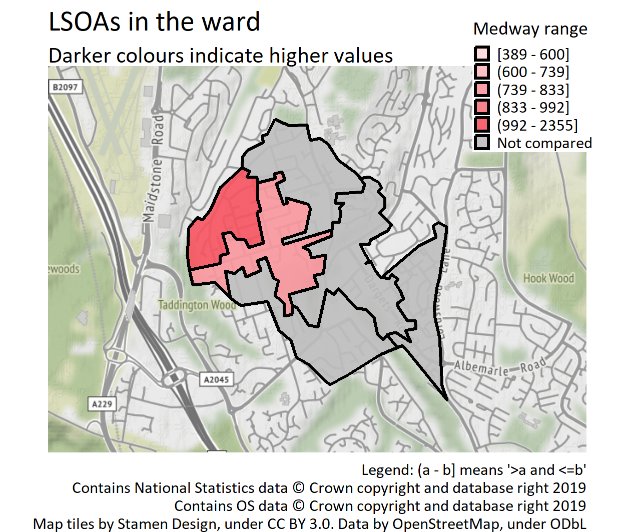 LSOAs in the ward
Darker colours indicate higher values
Medway range
[389 - 600]
(600 - 739]
(739 - 833]
(833 - 992]
(992 - 2355]
Not compared
B2097
Maidstone Road
ewoods
Taddington Wood
Hook Wood
Lane
Albemarle Road
A2045
A229
Legend: (a - b] means '>a and <=b'
Contains National Statistics data © Crown copyright and database right 2019
Contains OS data © Crown copyright and database right 2019
Map tiles by Stamen Design, under CC BY 3.0. Data by OpenStreetMap, under ODbL